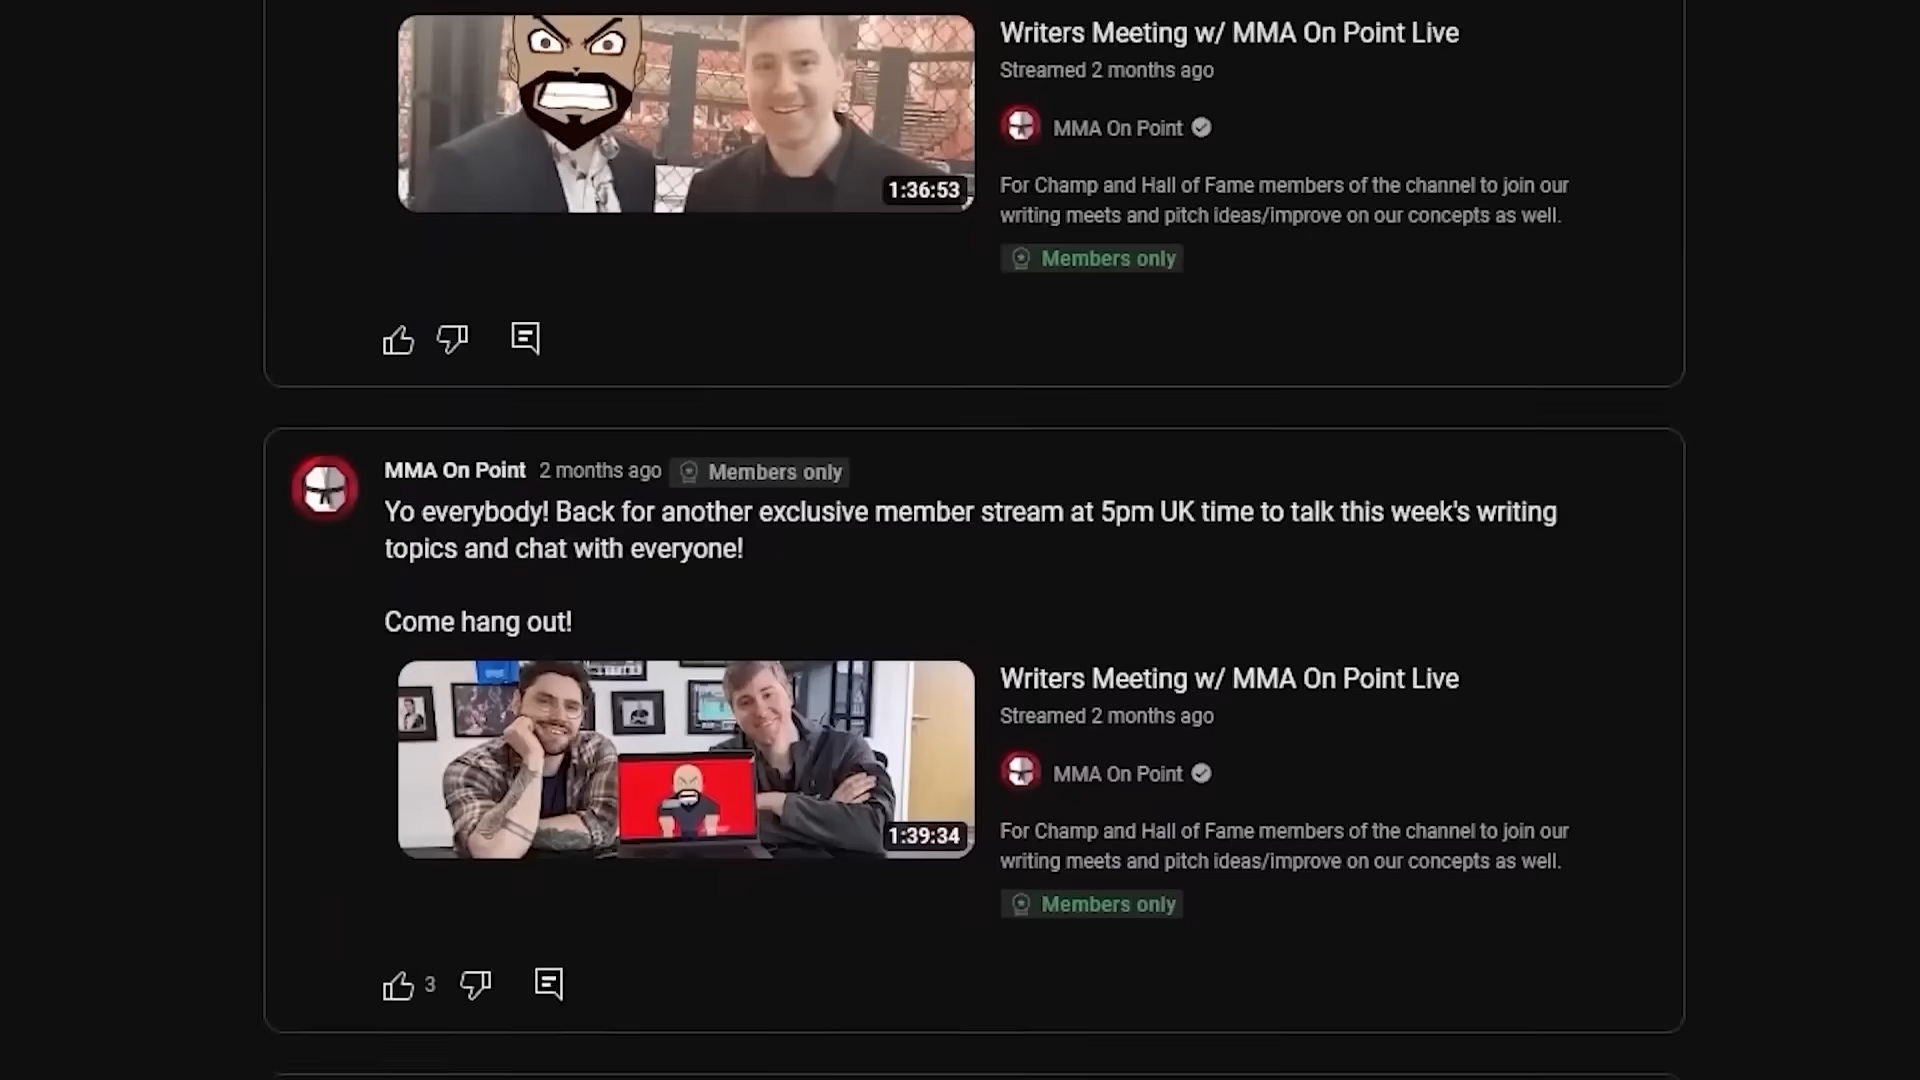 Writers Meeting w/ MMA On Point Live
Streamed 2 months ago
MMA On Point
1:36:53
For Champ and Hall of Fame members of the channel to join our
writing meets and pitch ideas/improve on our concepts as well.
Members only
MMA On Point 2 months ago Members only
Yo everybody! Back for another exclusive member stream at 5pm UK time to talk this week's writing
topics and chat with everyone!
Come hang out!
Writers Meeting w/ MMA On Point Live
Streamed 2 months ago
MMA On Point
1:39:34
For Champ and Hall of Fame members of the channel to join our
writing meets and pitch ideas/improve on our concepts as well.
Members only
3